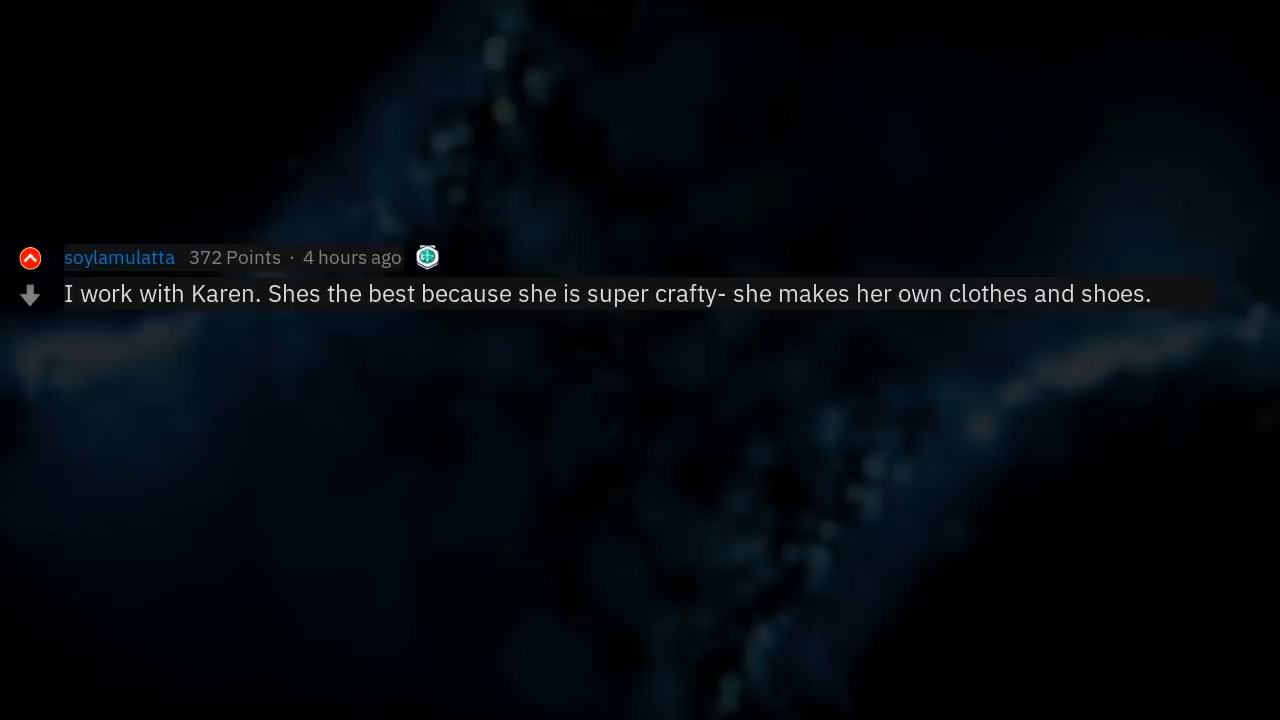 soylamulatta 372 Points · 4 hours ago
I work with Karen. Shes the best because she is super crafty- she makes her own clothes and shoes.